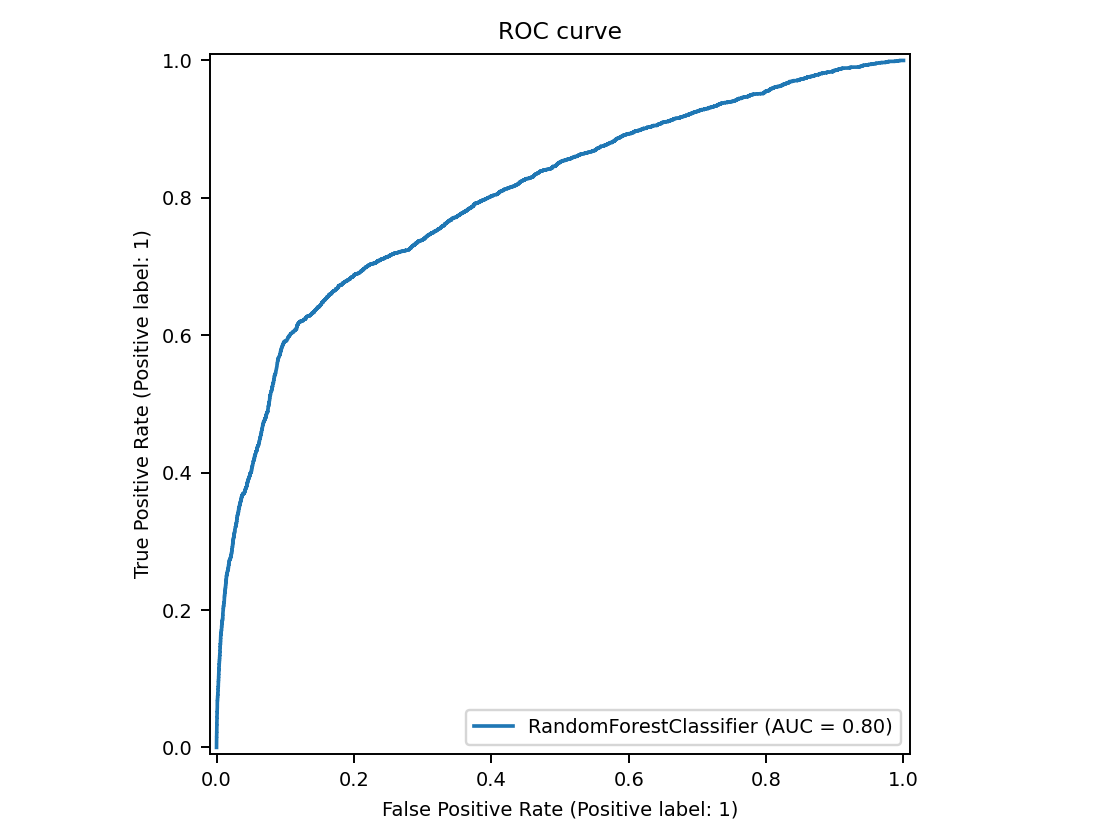 ROC curve
1.0
0.8
0.6
0.4
0.2
0.0
True Positive Rate (Positive label: 1)
RandomForestClassifier (AUC = 0.80)
0.0 0.2 0.4 0.6 0.8 1.0
False Positive Rate (Positive label: 1)